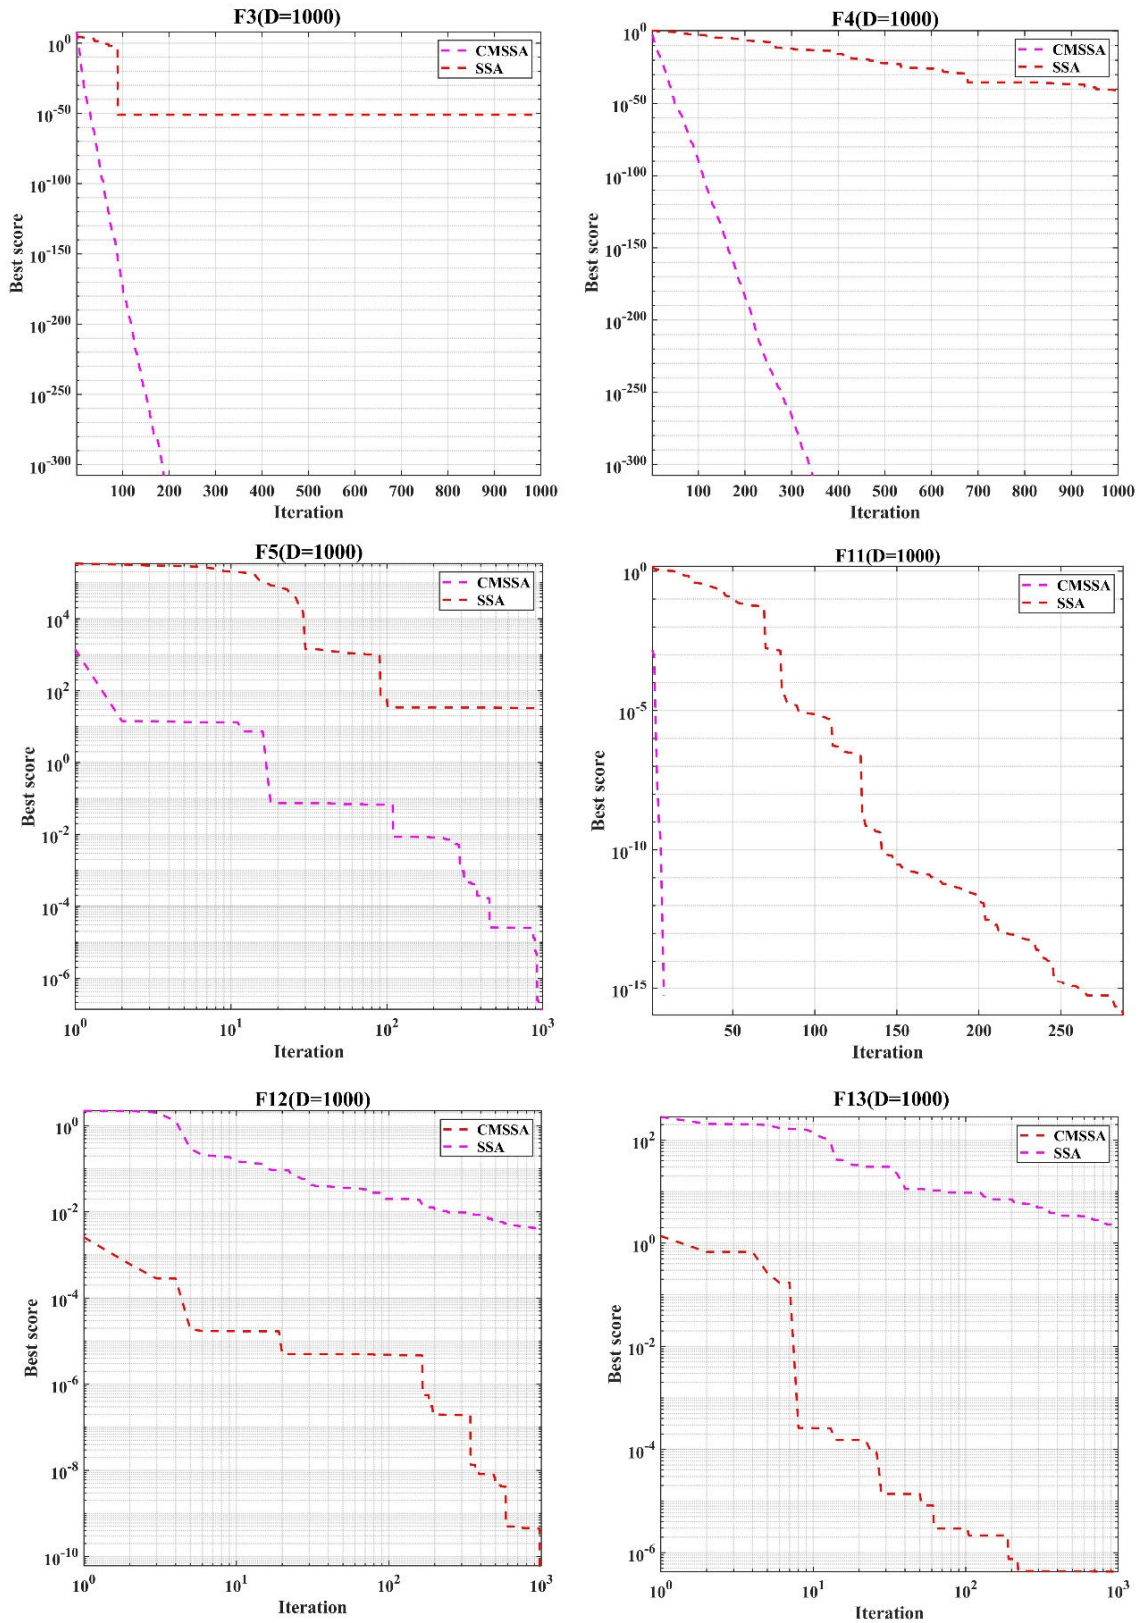 F3(D=1000)
CMSSA
SSA
10^0
10^-50
10^-100
10^-150
10^-200
10^-250
10^-300
Best score
100 200 300 400 500 600 700 800 900 1000
Iteration
F4(D=1000)
CMSSA
SSA
10^0
10^-50
10^-100
10^-150
10^-200
10^-250
10^-300
Best score
100 200 300 400 500 600 700 800 900 1000
Iteration
F5(D=1000)
CMSSA
SSA
10^4
10^2
10^0
10^-2
10^-4
10^-6
Best score
10^0 10^1 10^2 10^3
Iteration
F11(D=1000)
CMSSA
SSA
10^0
10^-5
10^-10
10^-15
Best score
50 100 150 200 250
Iteration
F12(D=1000)
CMSSA
SSA
10^0
10^-2
10^-4
10^-6
10^-8
10^-10
Best score
10^0 10^1 10^2 10^3
Iteration
F13(D=1000)
CMSSA
SSA
10^2
10^0
10^-2
10^-4
10^-6
Best score
10^0 10^1 10^2 10^3
Iteration